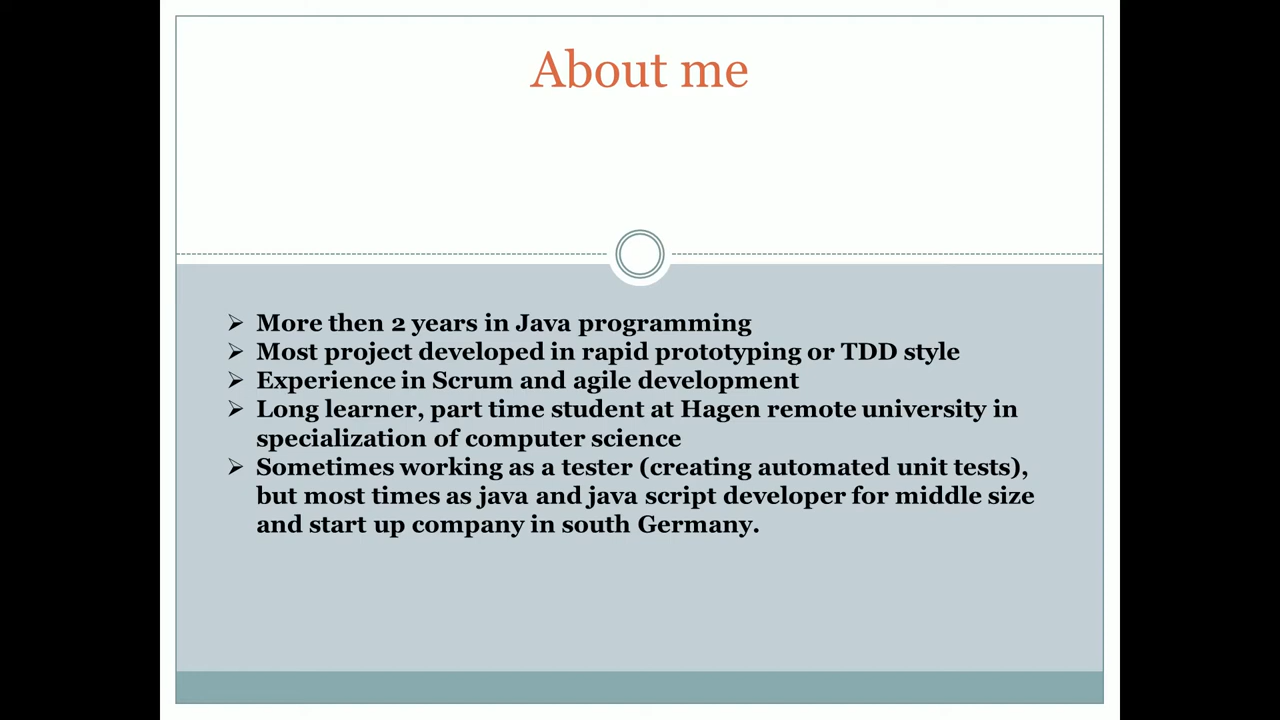 About me
➢ More then 2 years in Java programming
➢ Most project developed in rapid prototyping or TDD style
➢ Experience in Scrum and agile development
➢ Long learner, part time student at Hagen remote university in
specialization of computer science
➢ Sometimes working as a tester (creating automated unit tests),
but most times as java and java script developer for middle size
and start up company in south Germany.